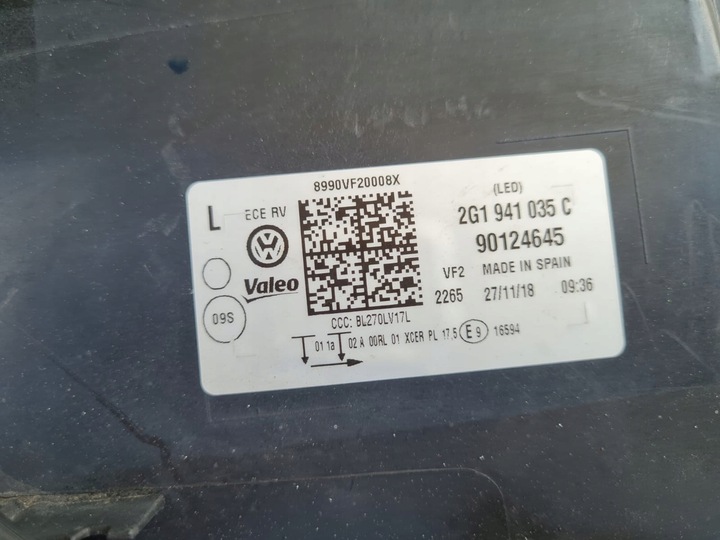 8990VF20008X
L ECE RV
(LED)
2G1 941 035 C
90124645
Valeo
VF2 MADE IN SPAIN
2265 27/11/18 09:36
09S
CCC: BL270LV17L
01 1a 02 A 00RL 01 XCER PL 17,5 E9 16594